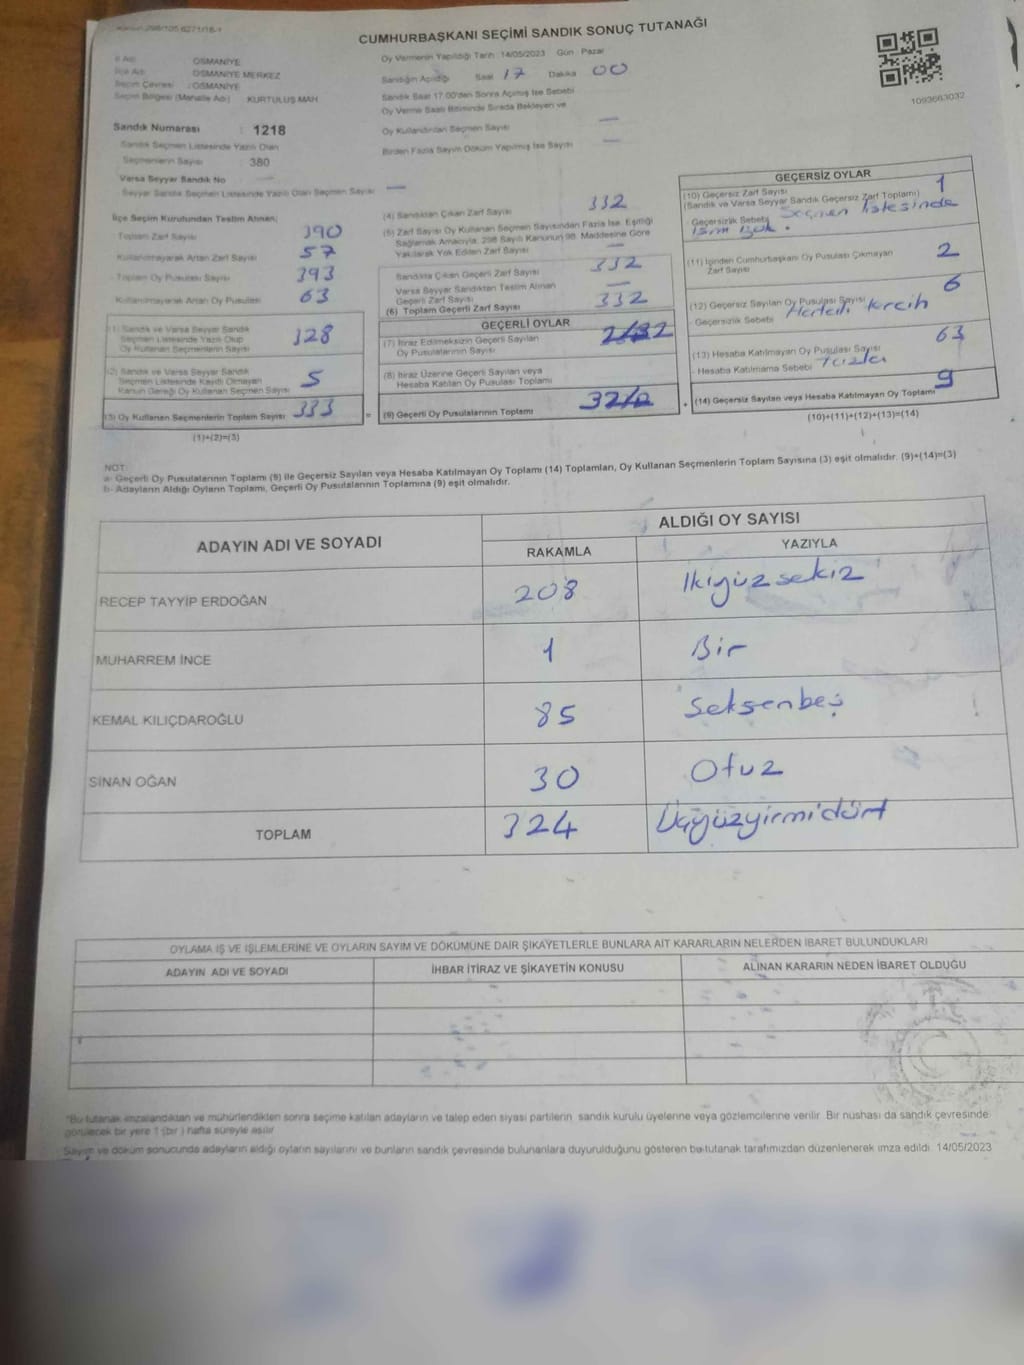 CUMHURBAŞKANI SEÇİMİ SANDIK SONUÇ TUTANAĞI
İl Adı OSMANİYE
İlçe Adı OSMANİYE MERKEZ
Seçim Çevresi : OSMANİYE
Seçim Bölgesi (Mahalle Adı) KURTULUŞ MAH
Sandık Numarası : 1218
Sandık Seçmen Listesinde Yazılı Olan
Seçmenlerin Sayısı : 380
Varsa Seyyar Sandık No
Seyyar Sandık Seçmen Listesinde Yazılı Olan Seçmen Sayısı —
Oy Vermenin Yapıldığı Tarih : 14/05/2023 Gün : Pazar
Sandığın Açıldığı Saat 17 Dakika 00
Sandık Saat 17.00'den Sonra Açılmış İse Sebebi
Oy Verme Saati Bitiminde Sırada Bekleyen ve
Oy Kullandırılan Seçmen Sayısı —
Birden Fazla Sayım Döküm Yapılmış İse Sayısı —
1093663032
İlçe Seçim Kurulundan Teslim Alınan;
Toplam Zarf Sayısı 390
Kullanılmayarak Artan Zarf Sayısı 57
Toplam Oy Pusulası Sayısı 393
Kullanılmayarak Artan Oy Pusulası 63
(1) Sandık ve Varsa Seyyar Sandık
Seçmen Listesinde Yazılı Olup
Oy Kullanan Seçmenlerin Sayısı 328
(2) Sandık ve Varsa Seyyar Sandık
Seçmen Listesinde Kayıtlı Olmayan
Kanun Gereği Oy Kullanan Seçmen Sayısı 5
(3) Oy Kullanan Seçmenlerin Toplam Sayısı 333
(1)+(2)=(3)
(4) Sandıktan Çıkan Zarf Sayısı 332
(5) Zarf Sayısı Oy Kullanan Seçmen Sayısından Fazla İse, Eşitliği
Sağlamak Amacıyla, 298 Sayılı Kanunun 98. Maddesine Göre
Yakılarak Yok Edilen Zarf Sayısı —
Sandıkta Çıkan Geçerli Zarf Sayısı 332
Varsa Seyyar Sandıktan Teslim Alınan
Geçerli Zarf Sayısı —
(6) Toplam Geçerli Zarf Sayısı 332
GEÇERLİ OYLAR
(7) İtiraz Edilmeksizin Geçerli Sayılan
Oy Pusulalarının Sayısı
(8) İtiraz Üzerine Geçerli Sayılan veya
Hesaba Katılan Oy Pusulası Toplamı
= (9) Geçerli Oy Pusulalarının Toplamı
GEÇERSİZ OYLAR
(10) Geçersiz Zarf Sayısı 1
(Sandık ve Varsa Seyyar Sandık Geçersiz Zarf Toplamı)
Geçersizlik Sebebi Seçmen listesinde
ismi yok.
(11) İçinden Cumhurbaşkanı Oy Pusulası Çıkmayan 2
Zarf Sayısı
(12) Geçersiz Sayılan Oy Pusulası Sayısı 6
- Geçersizlik Sebebi tercih
(13) Hesaba Katılmayan Oy Pusulası Sayısı 63
- Hesaba Katılmama Sebebi
+ (14) Geçersiz Sayılan veya Hesaba Katılmayan Oy Toplamı 9
(10)+(11)+(12)+(13)=(14)
NOT:
a- Geçerli Oy Pusulalarının Toplamı (9) ile Geçersiz Sayılan veya Hesaba Katılmayan Oy Toplamı (14) Toplamları, Oy Kullanan Seçmenlerin Toplam Sayısına (3) eşit olmalıdır. (9)+(14)=(3)
b- Adayların Aldığı Oyların Toplamı, Geçerli Oy Pusulalarının Toplamına (9) eşit olmalıdır.
ADAYIN ADI VE SOYADI ALDIĞI OY SAYISI
RAKAMLA YAZIYLA
RECEP TAYYİP ERDOĞAN 208 İkiyüzsekiz
MUHARREM İNCE 1 Bir
KEMAL KILIÇDAROĞLU 85 Seksenbeş
SİNAN OĞAN 30 Otuz
TOPLAM 324 Üçyüzyirmidört
OYLAMA İŞ VE İŞLEMLERİNE VE OYLARIN SAYIM VE DÖKÜMÜNE DAİR ŞİKAYETLERLE BUNLARA AİT KARARLARIN NELERDEN İBARET BULUNDUKLARI
ADAYIN ADI VE SOYADI İHBAR İTİRAZ VE ŞİKAYETİN KONUSU ALINAN KARARIN NEDEN İBARET OLDUĞU
*Bu tutanak imzalandıktan ve mühürlendikten sonra seçime katılan adayların ve talep eden siyasi partilerin sandık kurulu üyelerine veya gözlemcilerine verilir. Bir nüshası da sandık çevresinde
görülecek bir yere 1 (bir) hafta süreyle asılır
Sayım ve döküm sonucunda adayların aldığı oyların sayılarını ve bunların sandık çevresinde bulunanlara duyurulduğunu gösteren bu tutanak tarafımızdan düzenlenerek imza edildi. 14/05/2023